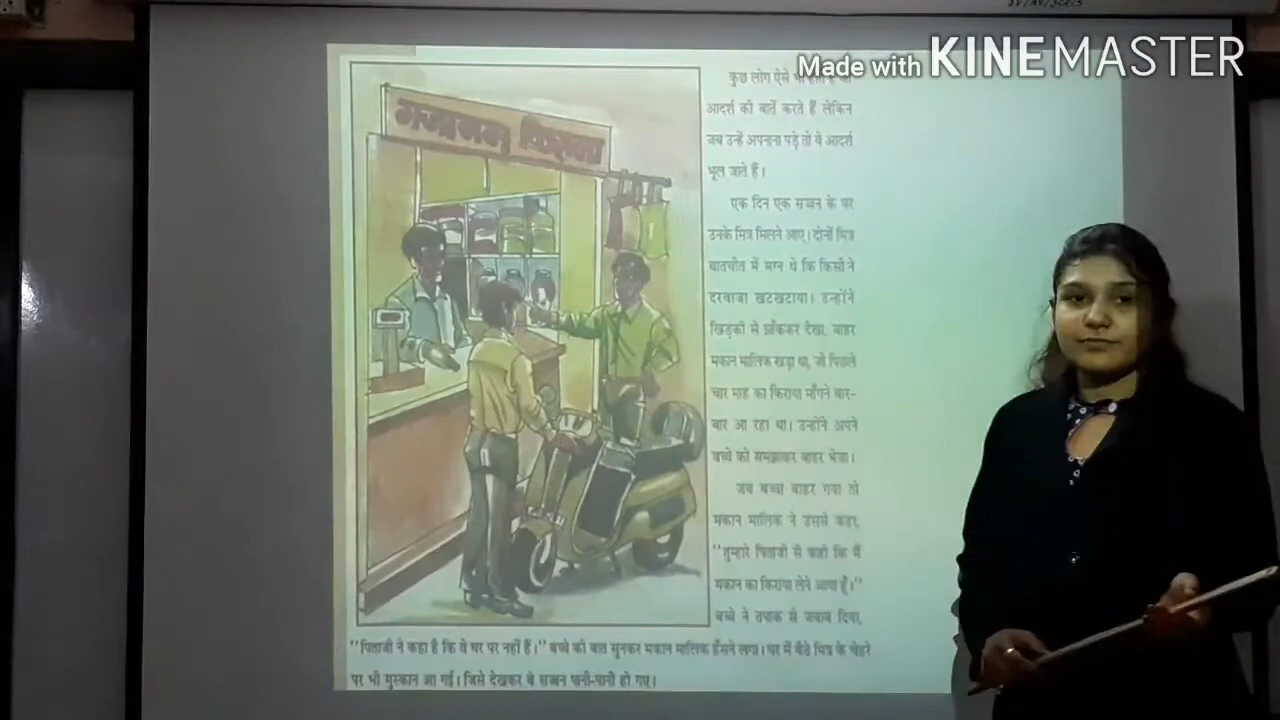 Made with KINEMASTER
कुछ लोग ऐसे भी
आदर्श की बातें करते हैं लेकिन
जब उन्हें अपनाना पड़े तो वे आदर्श
भूल जाते हैं।
एक दिन एक सज्जन के घर
उनके मित्र मिलने आए। दोनों मित्र
बातचीत में मग्न थे कि किसी ने
दरवाजा खटखटाया। उन्होंने
खिड़की से झाँककर देखा, बाहर
मकान मालिक खड़ा था, जो पिछले
चार माह का किराया माँगने बार-
बार आ रहा था। उन्होंने अपने
बच्चे को समझाकर बाहर भेजा।
जब बच्चा बाहर गया तो
मकान मालिक ने उससे कहा,
"तुम्हारे पिताजी से कहो कि मैं
मकान का किराया लेने आया हूँ।"
बच्चे ने तपाक से जवाब दिया,
"पिताजी ने कहा है कि वे घर पर नहीं हैं।" बच्चे की बात सुनकर मकान मालिक हँसने लगा। घर में बैठे मित्र के चेहरे
पर भी मुस्कान आ गई। जिसे देखकर वे सज्जन पानी-पानी हो गए।